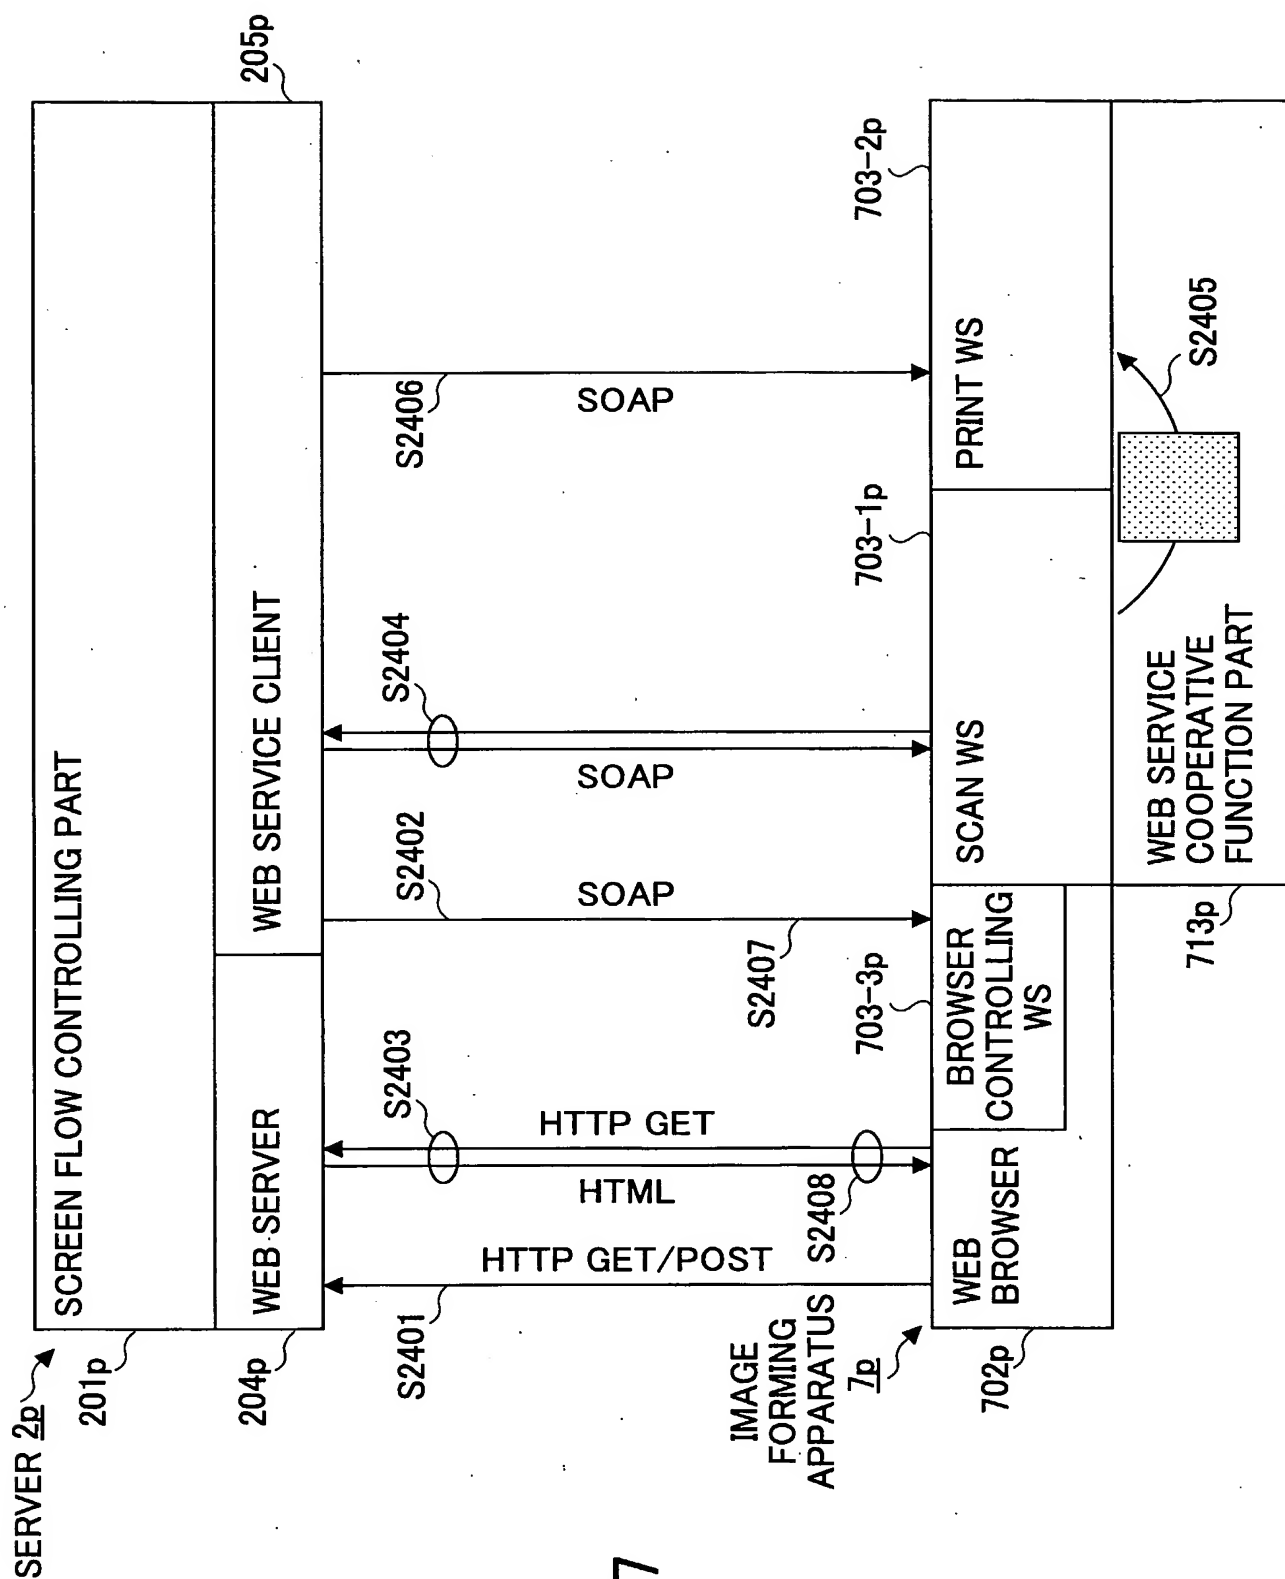 SERVER 2p
201p
SCREEN FLOW CONTROLLING PART
204p
WEB SERVER
WEB SERVICE CLIENT
205p
S2401
HTTP GET/POST
S2403
HTTP GET
HTML
S2408
S2402
SOAP
S2407
S2404
SOAP
S2406
SOAP
IMAGE
FORMING
APPARATUS
7p
702p
WEB
BROWSER
703-3p
BROWSER
CONTROLLING
WS
703-1p
SCAN WS
703-2p
PRINT WS
713p
WEB SERVICE
COOPERATIVE
FUNCTION PART
S2405
7